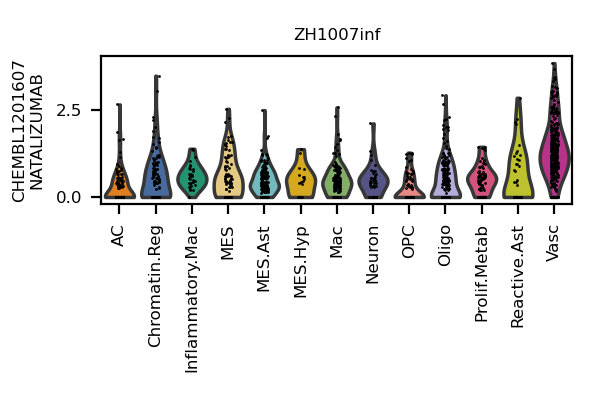 ZH1007inf
CHEMBL1201607
NATALIZUMAB
2.5
0.0
AC
Chromatin.Reg
Inflammatory.Mac
MES
MES.Ast
MES.Hyp
Mac
Neuron
OPC
Oligo
Prolif.Metab
Reactive.Ast
Vasc